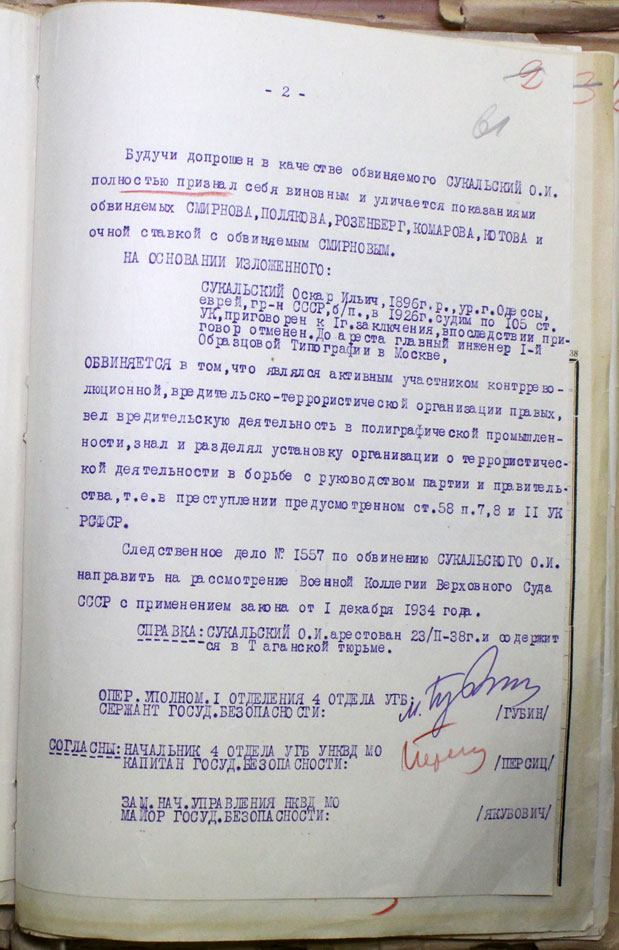 - 2 -
61
Будучи допрошен в качестве обвиняемого СУКАЛЬСКИЙ О.И.
полностью признал себя виновным и уличается показаниями
обвиняемых СМИРНОВА,ПОЛЯКОВА,РОЗЕНБЕРГ,КОМАРОВА,КОТОВА и
очной ставкой с обвиняемым СМИРНОВЫМ.
НА ОСНОВАНИИ ИЗЛОЖЕННОГО:
СУКАЛЬСКИЙ Оскар Ильич,1896г.р.,ур.г.Одессы,
еврей,гр-н СССР,б/п.,в 1926г.судим по 105 ст.
УК,приговорен к Iг.заключения,впоследствии при-
говор отменен.До ареста главный инженер I-й
Образцовой Типографии в Москве,
38
ОБВИНЯЕТСЯ в том,что являлся активным участником контррево-
люционной,вредительско-террористической организации правых,
вел вредительскую деятельность в полиграфической промышлен-
ности,знал и разделял установку организации о террористичес-
кой деятельности в борьбе с руководством партии и правитель-
ства,т.е.в преступлении предусмотренном ст.58 п.7,8 и II УК
РСФСР.
Следственное дело № 1557 по обвинению СУКАЛЬСКОГО О.И.
направить на рассмотрение Военной Коллегии Верховного Суда
СССР с применением закона от I декабря 1934 года.
СПРАВКА:СУКАЛЬСКИЙ О.И.арестован 23/П-38г.и содержит
ся в Таганской тюрьме.
ОПЕР.УПОЛНОМ.I ОТДЕЛЕНИЯ 4 ОТДЕЛА УГБ:
СЕРЖАНТ ГОСУД.БЕЗОПАСНОСТИ: /ГУБИН/
СОГЛАСНЫ:НАЧАЛЬНИК 4 ОТДЕЛА УГБ УНКВД МО
КАПИТАН ГОСУД.БЕЗОПАСНОСТИ: /ПЕРСИЦ/
ЗАМ.НАЧ.УПРАВЛЕНИЯ НКВД МО
МАЙОР ГОСУД.БЕЗОПАСНОСТИ: /ЯКУБОВИЧ/